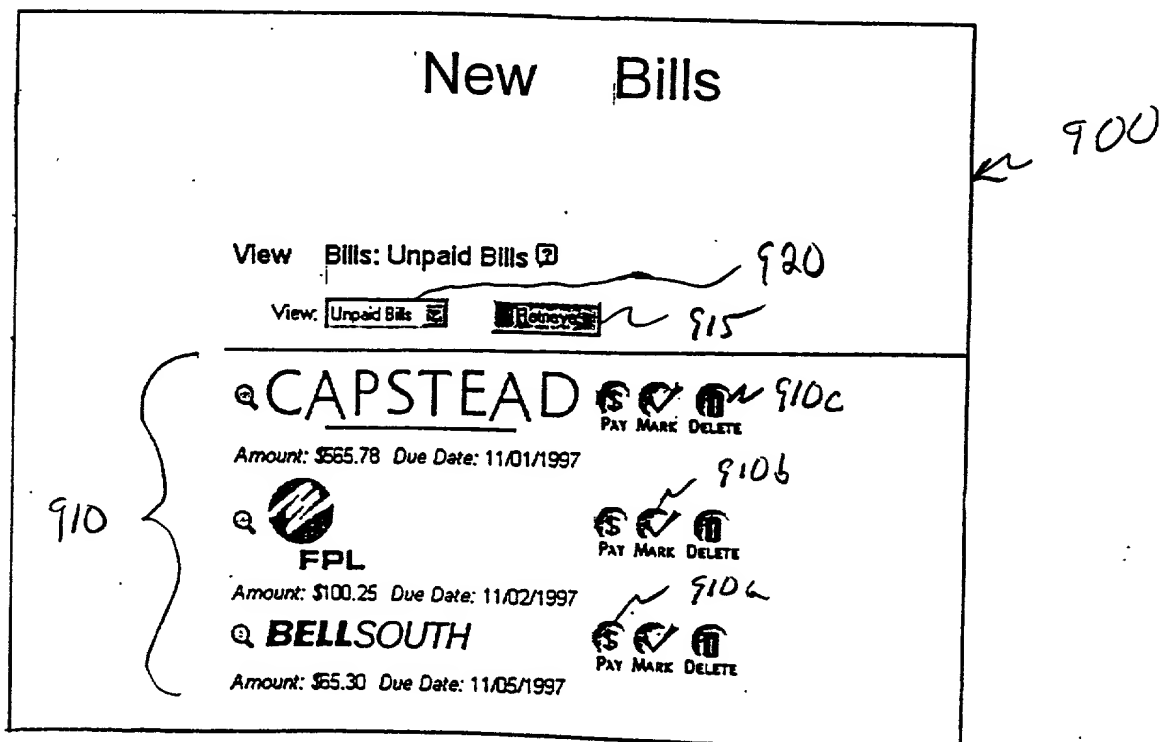 New Bills
900
View Bills: Unpaid Bills ?
920
View: Unpaid Bills
915
CAPSTEAD
PAY MARK DELETE
910c
Amount: $565.78 Due Date: 11/01/1997
910b
910
FPL
PAY MARK DELETE
Amount: $100.25 Due Date: 11/02/1997
910a
BELLSOUTH
PAY MARK DELETE
Amount: $65.30 Due Date: 11/05/1997